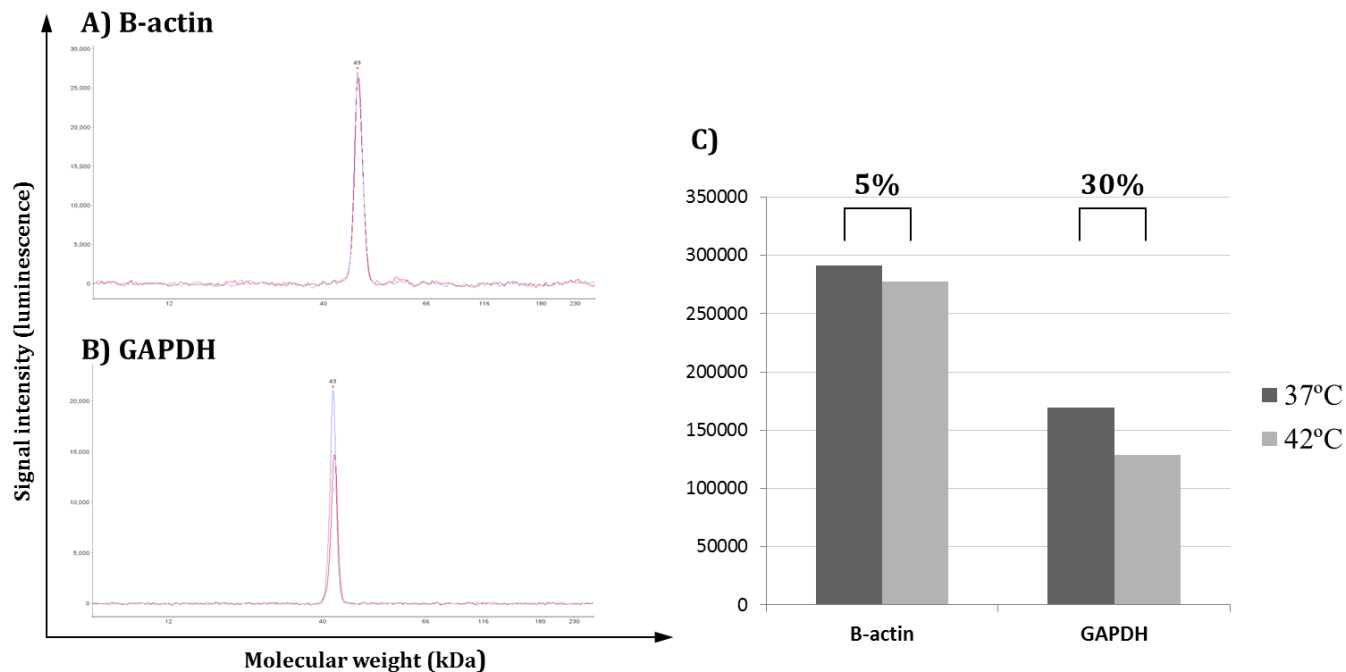 A) B-actin
49
30,000
25,000
20,000
15,000
10,000
5,000
0
12 40 66 116 180 230
B) GAPDH
43
20,000
15,000
10,000
5,000
0
12 40 66 116 180 230
Signal intensity (luminescence)
Molecular weight (kDa)
C)
5% 30%
350000
300000
250000
200000
150000
100000
50000
0
B-actin GAPDH
37ºC
42ºC